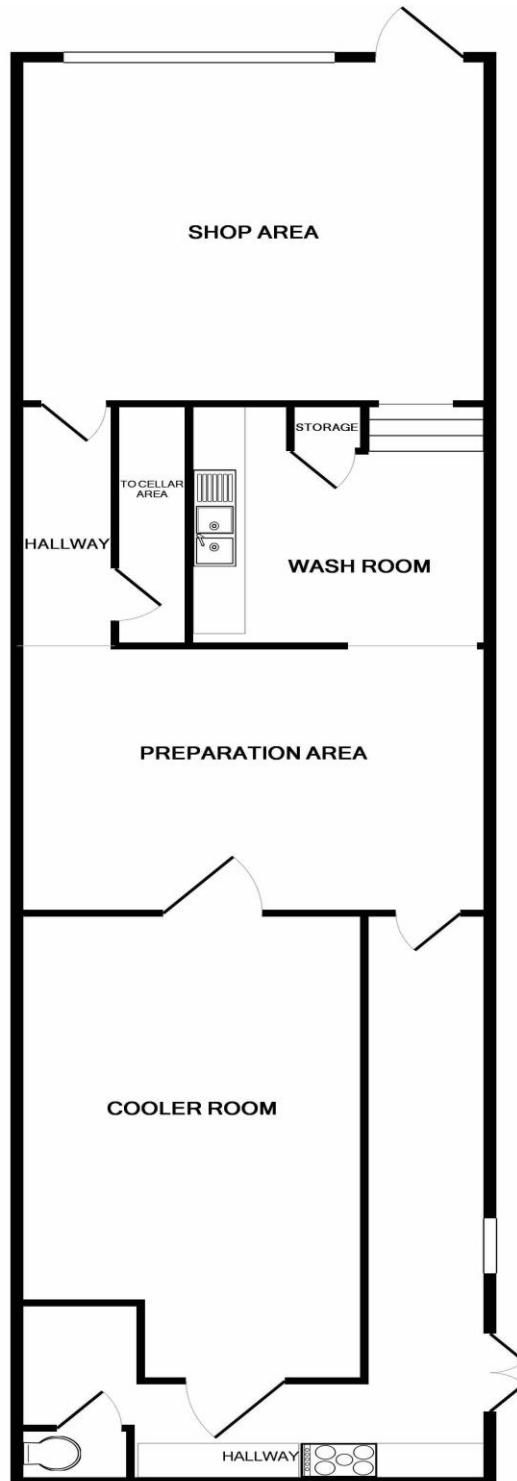 SHOP AREA
STORAGE
TO CELLAR
AREA
HALLWAY
WASH ROOM
PREPARATION AREA
COOLER ROOM
HALLWAY